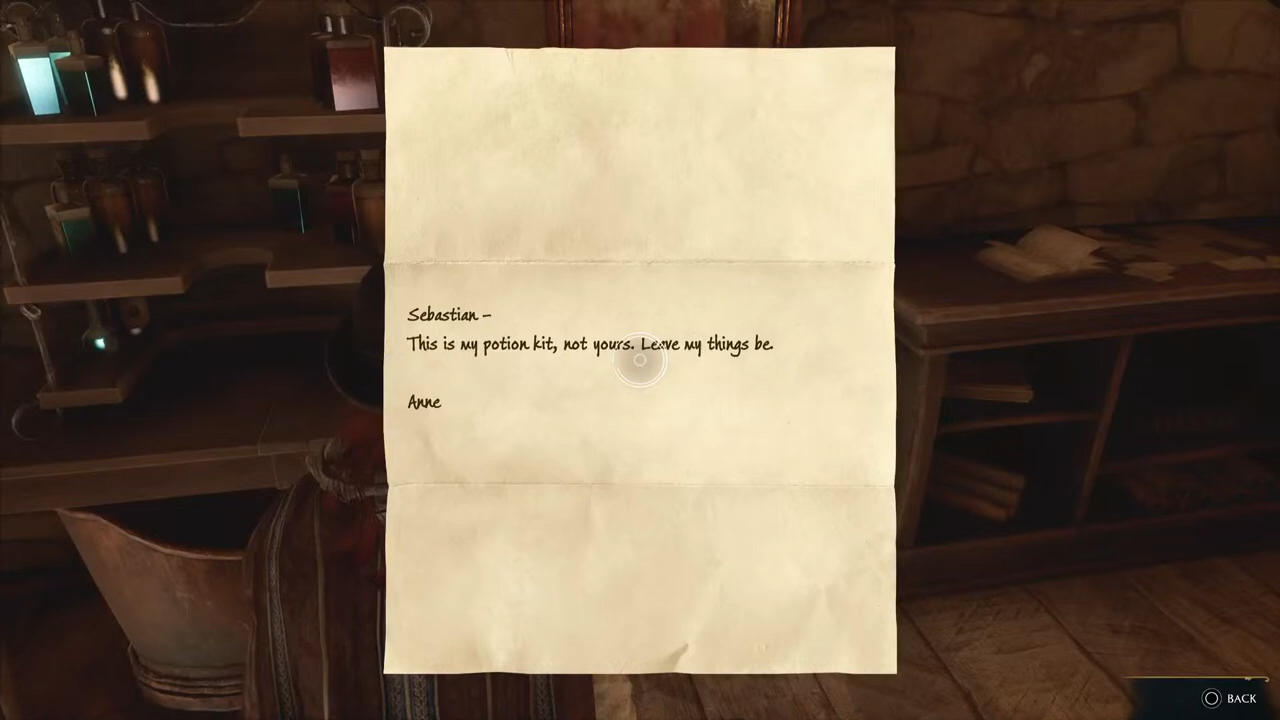 Sebastian –
This is my potion kit, not yours. Leave my things be.
Anne
BACK